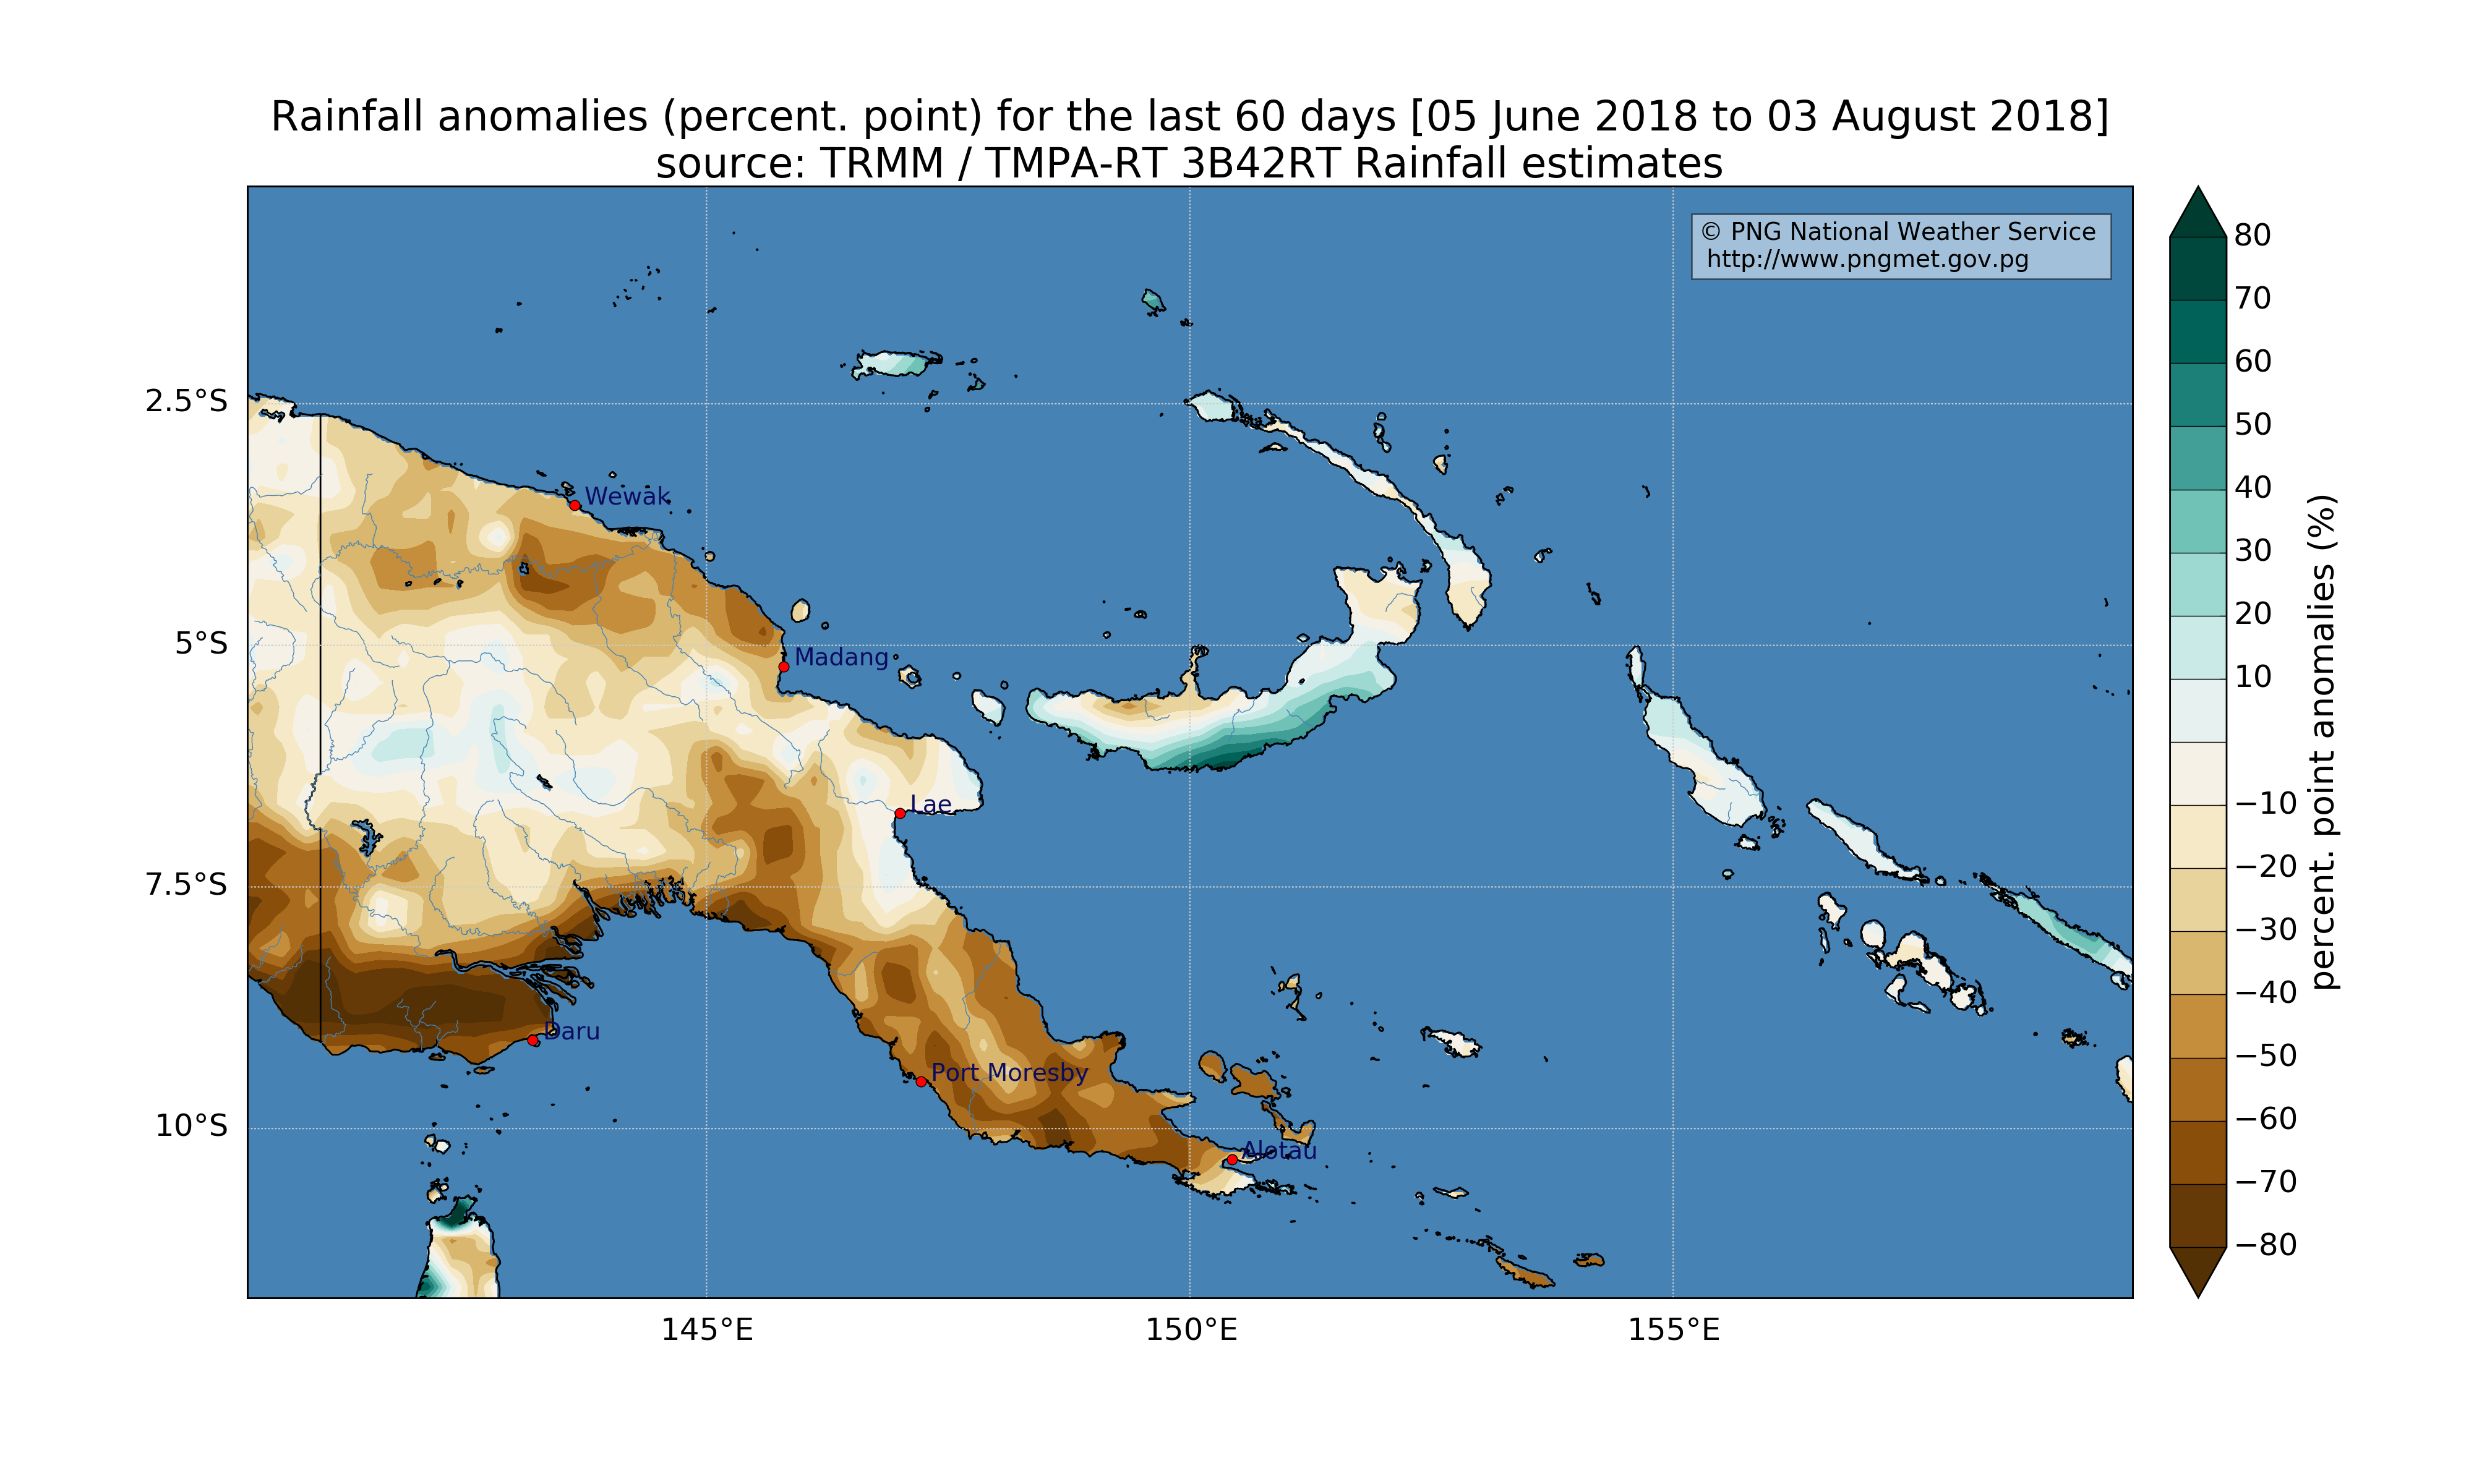 Rainfall anomalies (percent. point) for the last 60 days [05 June 2018 to 03 August 2018]
source: TRMM / TMPA-RT 3B42RT Rainfall estimates
© PNG National Weather Service
http://www.pngmet.gov.pg
2.5°S
5°S
7.5°S
10°S
Wewak
Madang
Lae
Daru
Port Moresby
Alotau
145°E
150°E
155°E
80
70
60
50
40
30
20
10
−10
−20
−30
−40
−50
−60
−70
−80
percent. point anomalies (%)